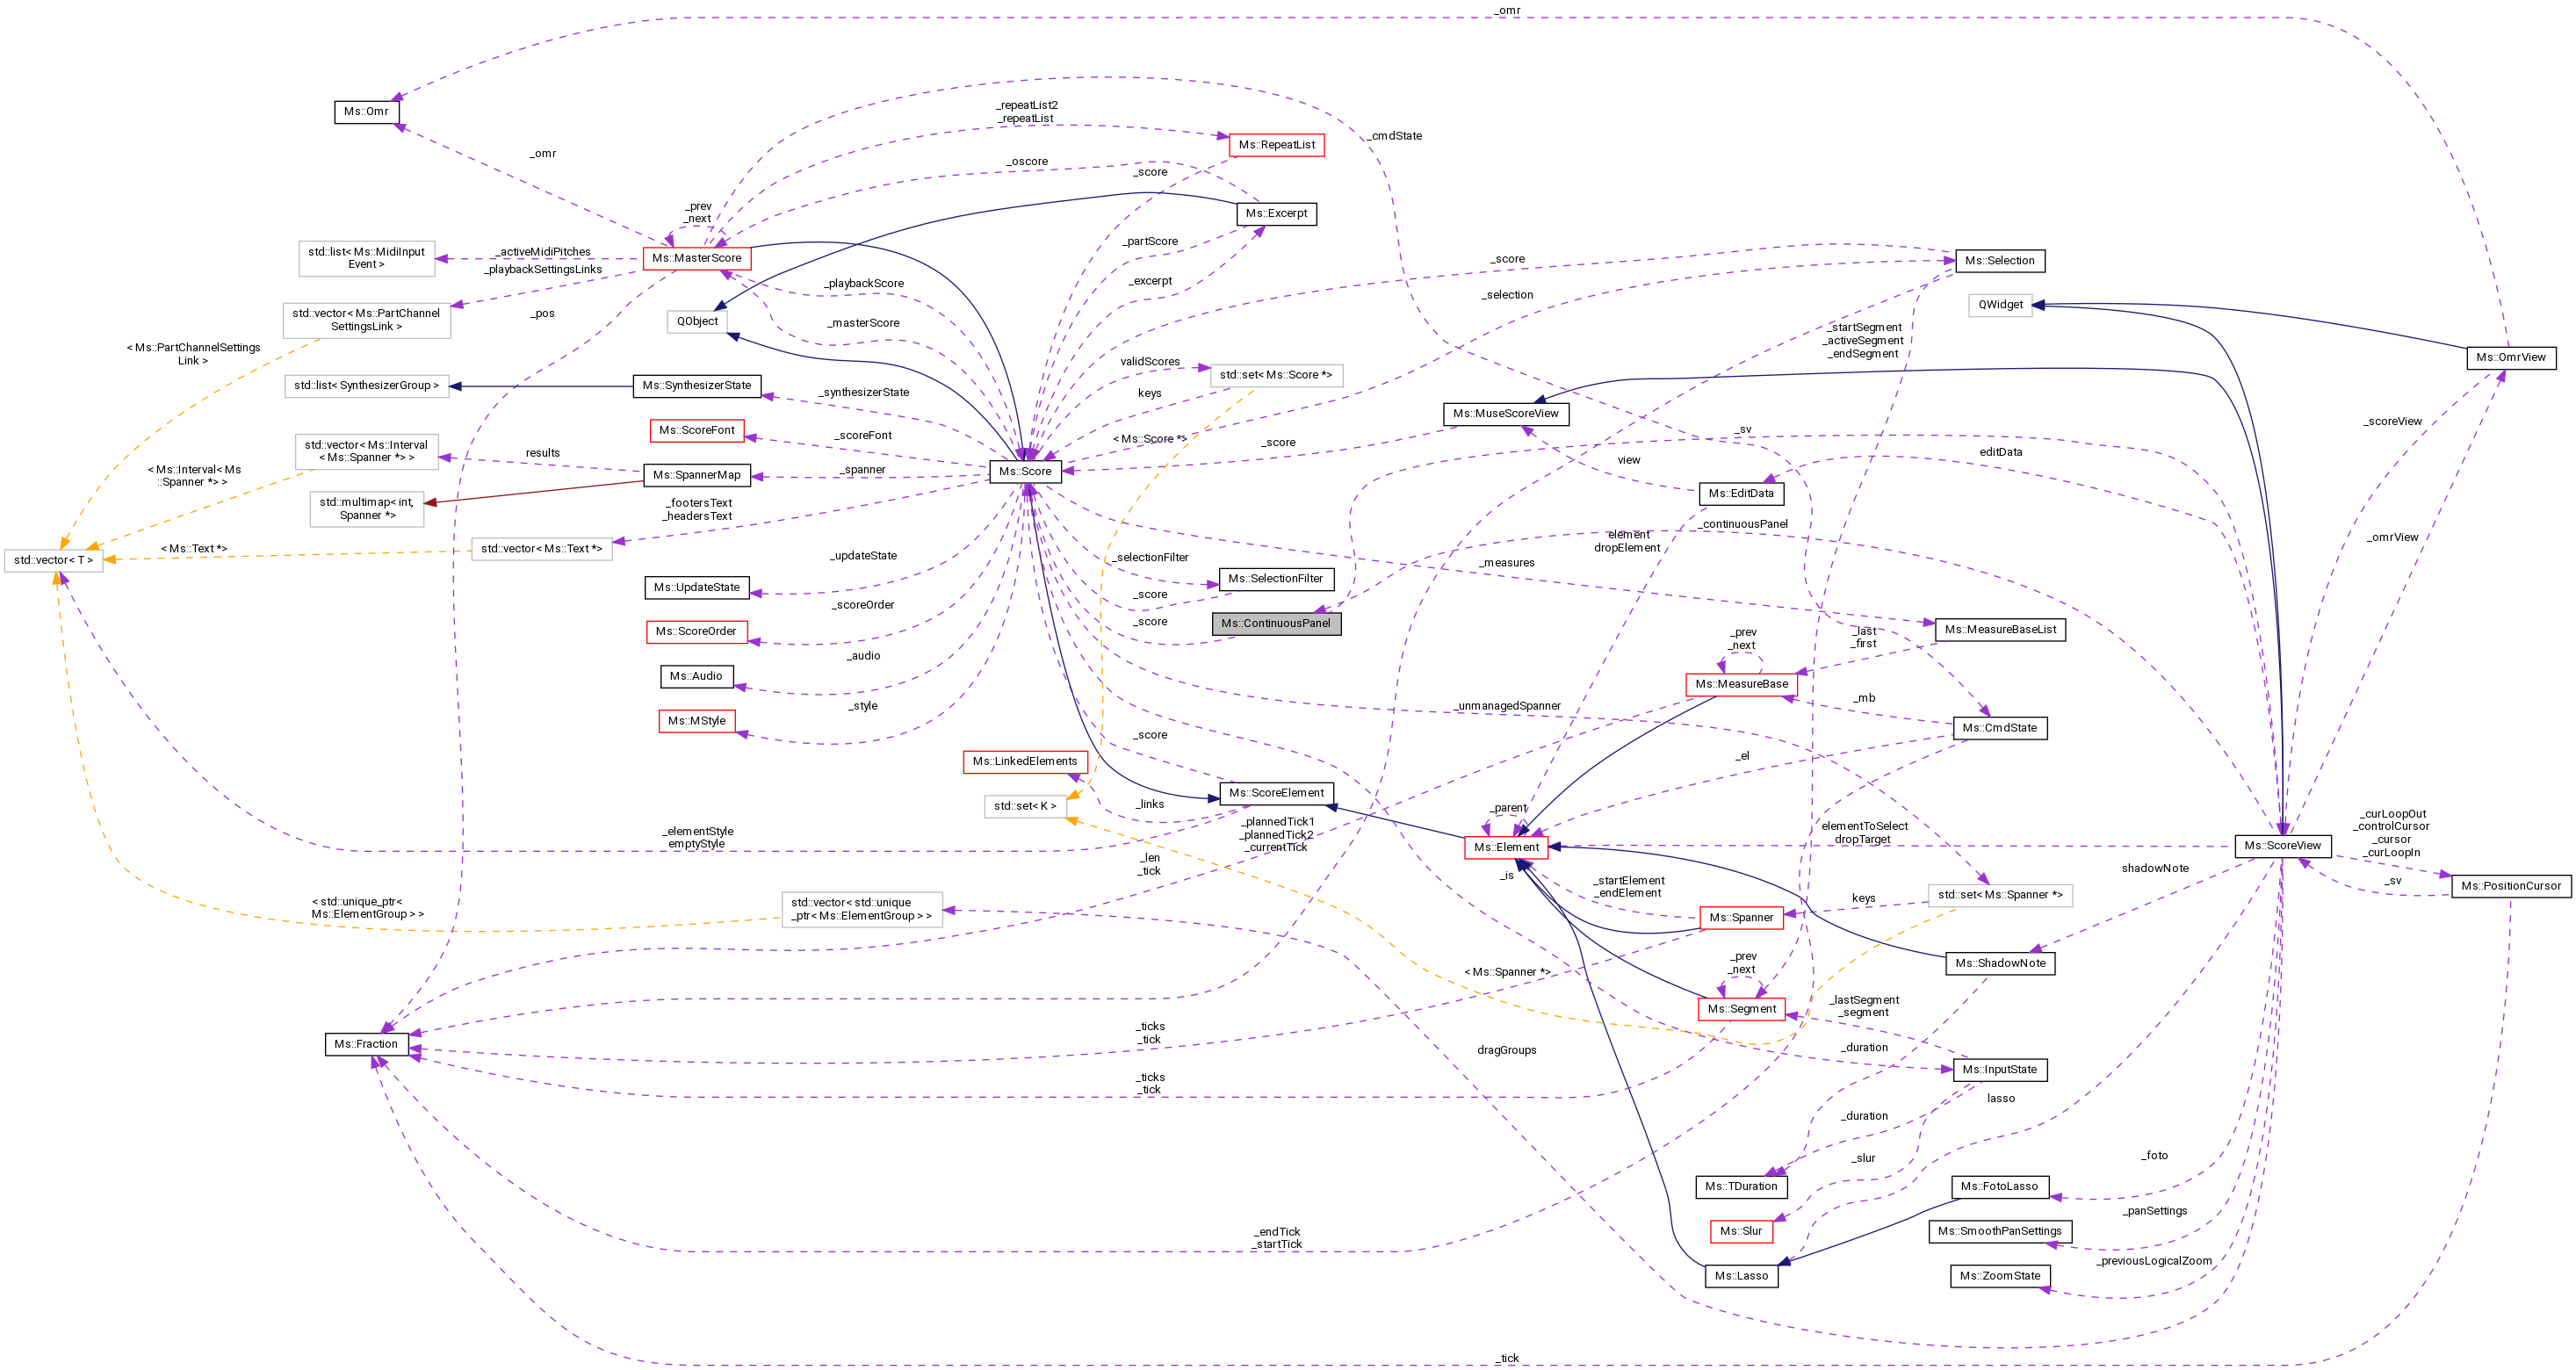 _omr
Ms::Omr
_repeatList2
_repeatList
_cmdState
Ms::RepeatList
_omr
_oscore
_score
_prev
_next
Ms::Excerpt
_partScore
std::list< Ms::MidiInput
Event >
_activeMidiPitches
Ms::MasterScore
_score
Ms::Selection
_playbackSettingsLinks
_playbackScore
_excerpt
_selection
QWidget
std::vector< Ms::PartChannel
SettingsLink >
_pos
QObject
_masterScore
_startSegment
_activeSegment
_endSegment
< Ms::PartChannelSettings
Link >
validScores
std::set< Ms::Score *>
Ms::OmrView
std::list< SynthesizerGroup >
Ms::SynthesizerState
_synthesizerState
keys
Ms::MuseScoreView
_scoreView
Ms::ScoreFont
_scoreFont
< Ms::Score *>
_score
_sv
std::vector< Ms::Interval
< Ms::Spanner *> >
results
view
editData
< Ms::Interval< Ms
::Spanner *> >
Ms::SpannerMap
_spanner
Ms::Score
Ms::EditData
std::multimap< int,
Spanner *>
_footersText
_headersText
_continuousPanel
element
dropElement
_omrView
std::vector< T >
< Ms::Text *>
std::vector< Ms::Text *>
_updateState
_selectionFilter
_measures
Ms::UpdateState
Ms::SelectionFilter
_score
_scoreOrder
Ms::ScoreOrder
_score
Ms::ContinuousPanel
_prev
_next
_last
_first
Ms::MeasureBaseList
Ms::Audio
_audio
Ms::MeasureBase
Ms::MStyle
_style
_unmanagedSpanner
_mb
Ms::CmdState
_score
Ms::LinkedElements
_el
Ms::ScoreElement
std::set< K >
_links
_parent
_elementStyle
emptyStyle
_plannedTick1
_plannedTick2
_currentTick
Ms::Element
elementToSelect
dropTarget
Ms::ScoreView
_curLoopOut
_controlCursor
_cursor
_curLoopIn
_len
_tick
_is
_startElement
_endElement
shadowNote
_sv
Ms::PositionCursor
< std::unique_ptr<
Ms::ElementGroup > >
std::vector< std::unique
_ptr< Ms::ElementGroup > >
Ms::Spanner
keys
std::set< Ms::Spanner *>
< Ms::Spanner *>
_prev
_next
Ms::ShadowNote
Ms::Segment
_lastSegment
_segment
Ms::Fraction
_ticks
_tick
dragGroups
_duration
Ms::InputState
_ticks
_tick
lasso
_duration
_slur
_foto
Ms::TDuration
Ms::FotoLasso
_endTick
_startTick
Ms::Slur
_panSettings
Ms::SmoothPanSettings
_previousLogicalZoom
Ms::Lasso
Ms::ZoomState
_tick